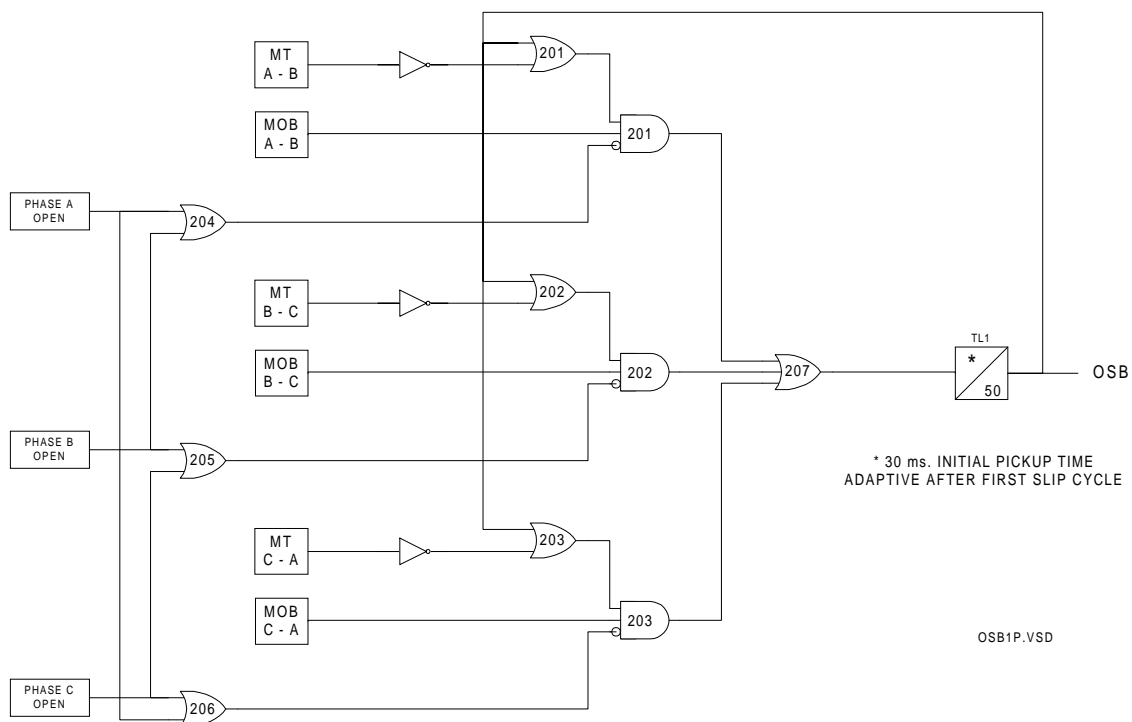 MT
A - B
201
MOB
A - B
201
PHASE A
OPEN
204
MT
B - C
202
MOB
B - C
202
207
TL1
*
50
OSB
PHASE B
OPEN
205
* 30 ms. INITIAL PICKUP TIME
ADAPTIVE AFTER FIRST SLIP CYCLE
MT
C - A
203
MOB
C - A
203
OSB1P.VSD
PHASE C
OPEN
206